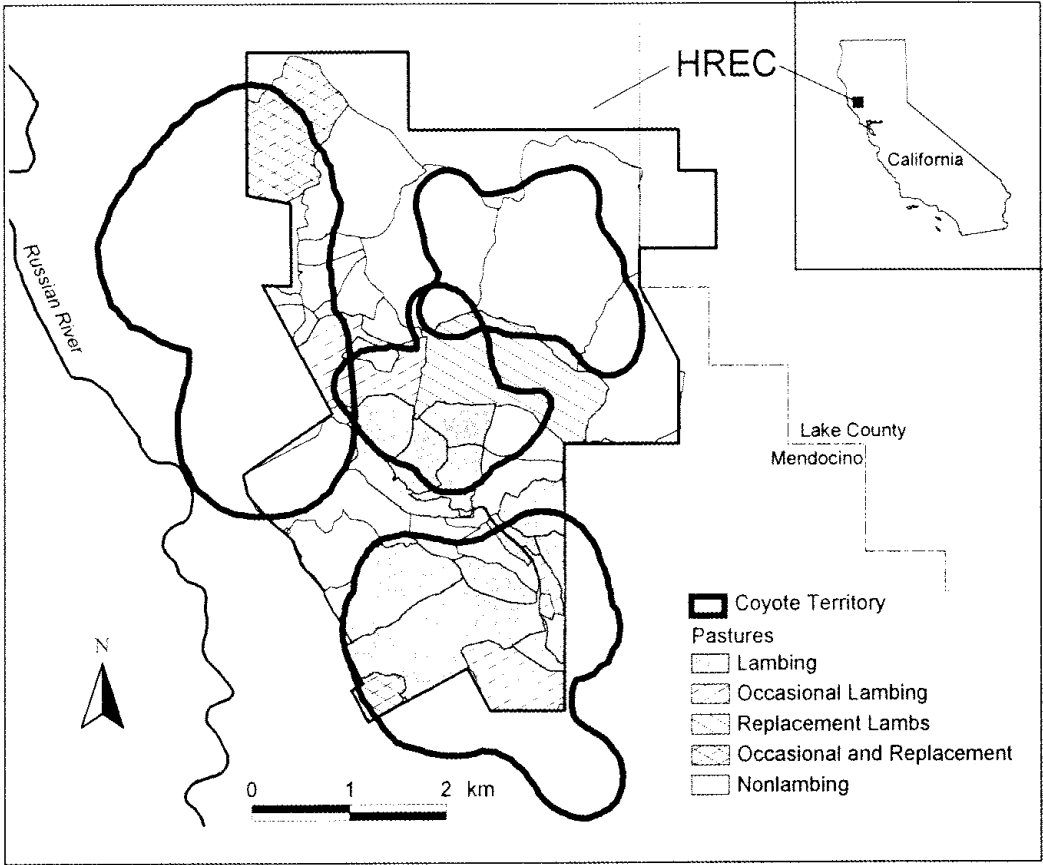 HREC
California
Russian River
Lake County
Mendocino
N
Coyote Territory
Pastures
Lambing
Occasional Lambing
Replacement Lambs
Occasional and Replacement
Nonlambing
0 1 2 km